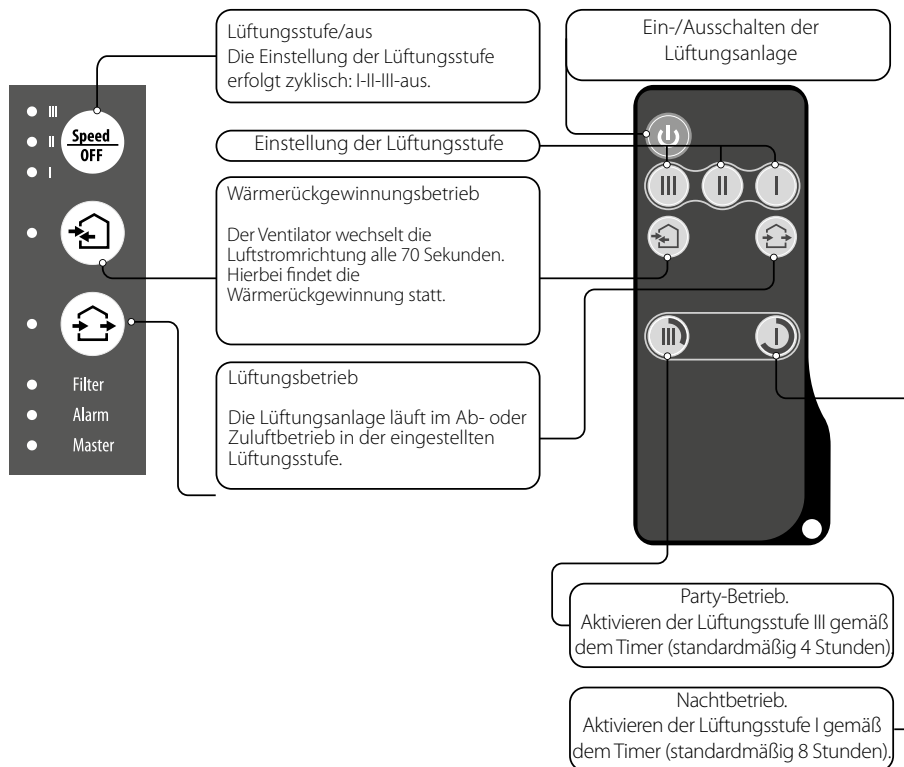 Lüftungsstufe/aus
Die Einstellung der Lüftungsstufe
erfolgt zyklisch: I-II-III-aus.
Ein-/Ausschalten der
Lüftungsanlage
III
II
I
Speed
OFF
Einstellung der Lüftungsstufe
III
II
I
Wärmerückgewinnungsbetrieb
Der Ventilator wechselt die
Luftstromrichtung alle 70 Sekunden.
Hierbei findet die
Wärmerückgewinnung statt.
Lüftungsbetrieb
Die Lüftungsanlage läuft im Ab- oder
Zuluftbetrieb in der eingestellten
Lüftungsstufe.
III
I
Filter
Alarm
Master
Party-Betrieb.
Aktivieren der Lüftungsstufe III gemäß
dem Timer (standardmäßig 4 Stunden).
Nachtbetrieb.
Aktivieren der Lüftungsstufe I gemäß
dem Timer (standardmäßig 8 Stunden).